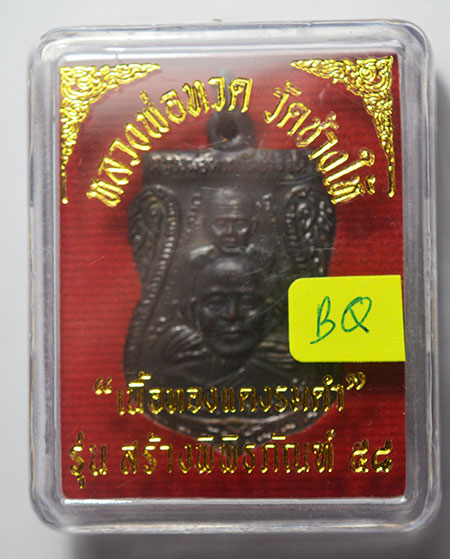 หลวงพ่อทวด วัดช้างให้
BQ
“เนื้อทองแดงรมดำ”
รุ่น สร้างพิพิธภัณฑ์ ๕๘